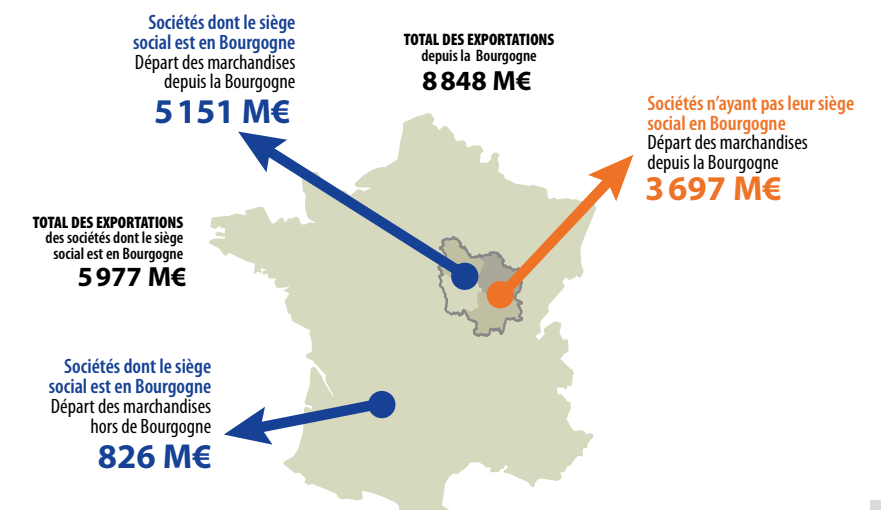 Sociétés dont le siège
social est en Bourgogne
Départ des marchandises
depuis la Bourgogne
5 151 M€
TOTAL DES EXPORTATIONS
depuis la Bourgogne
8 848 M€
Sociétés n'ayant pas leur siège
social en Bourgogne
Départ des marchandises
depuis la Bourgogne
3 697 M€
TOTAL DES EXPORTATIONS
des sociétés dont le siège
social est en Bourgogne
5 977 M€
Sociétés dont le siège
social est en Bourgogne
Départ des marchandises
hors de Bourgogne
826 M€